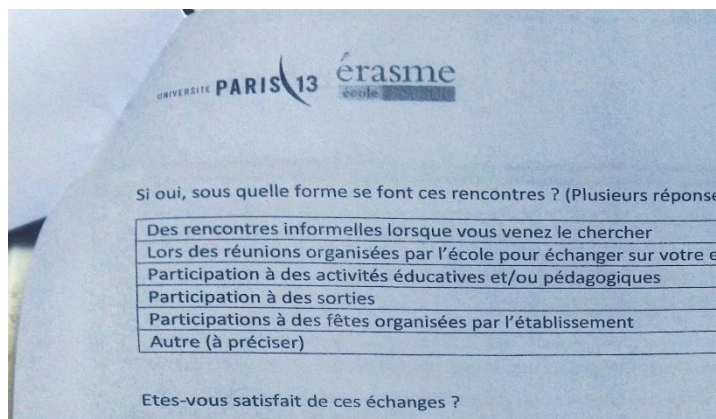 UNIVERSITÉ PARIS 13
érasme
école
Si oui, sous quelle forme se font ces rencontres ? (Plusieurs réponse
Des rencontres informelles lorsque vous venez le chercher
Lors des réunions organisées par l'école pour échanger sur votre e
Participation à des activités éducatives et/ou pédagogiques
Participation à des sorties
Participations à des fêtes organisées par l'établissement
Autre (à préciser)
Etes-vous satisfait de ces échanges ?